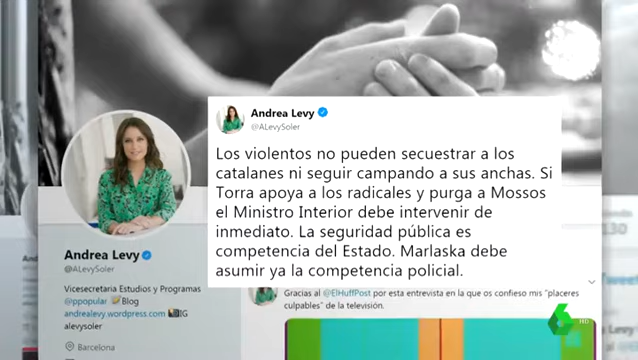 Andrea Levy
@ALevySoler
Los violentos no pueden secuestrar a los
catalanes ni seguir campando a sus anchas. Si
Torra apoya a los radicales y purga a Mossos
el Ministro Interior debe intervenir de
inmediato. La seguridad pública es
competencia del Estado. Marlaska debe
asumir ya la competencia policial.
Andrea Levy
@ALevySoler
Vicesecretaria Estudios y Programas
@ppopular Blog
andrealevy.wordpress.com IG
alevysoler
Barcelona
Gracias al @ElHuffPost por esta entrevista en la que os confieso mis "placeres
culpables" de la televisión.
130
HD